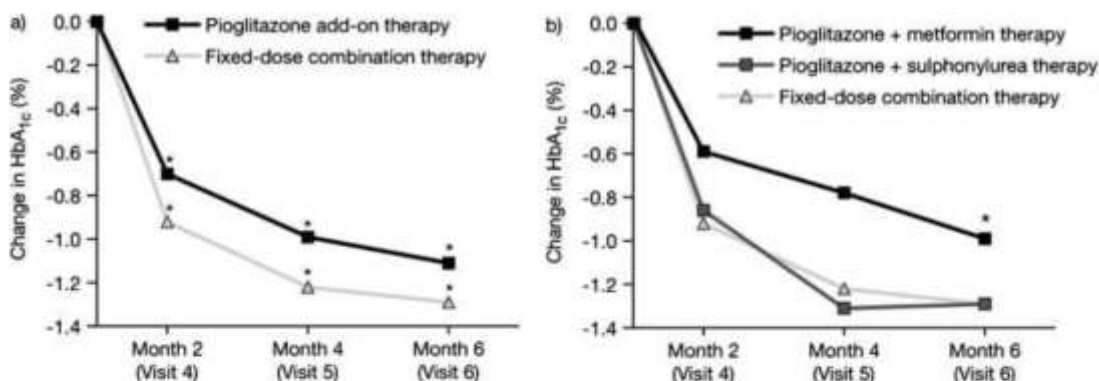 a)
Change in HbA1c (%)
0.0
-0.2
-0.4
-0.6
-0.8
-1.0
-1.2
-1.4
Pioglitazone add-on therapy
Fixed-dose combination therapy
*
*
*
*
*
*
Month 2
(Visit 4)
Month 4
(Visit 5)
Month 6
(Visit 6)
b)
Change in HbA1c (%)
0.0
-0.2
-0.4
-0.6
-0.8
-1.0
-1.2
-1.4
Pioglitazone + metformin therapy
Pioglitazone + sulphonylurea therapy
Fixed-dose combination therapy
*
Month 2
(Visit 4)
Month 4
(Visit 5)
Month 6
(Visit 6)